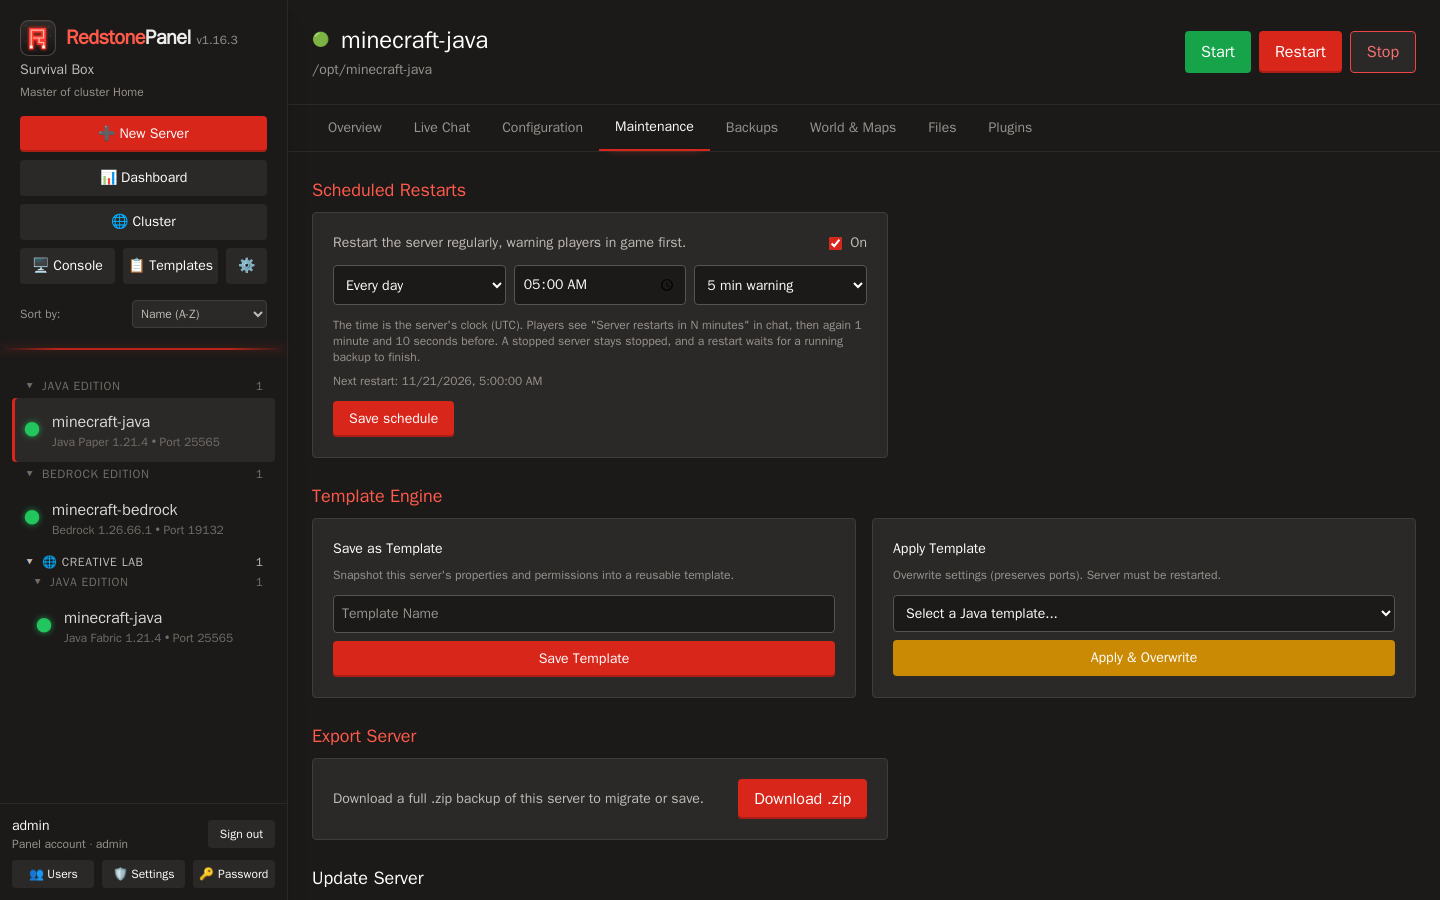 RedstonePanel v1.16.3
Survival Box
Master of cluster Home
➕ New Server
📊 Dashboard
🌐 Cluster
🖥️ Console
📋 Templates
⚙️
Sort by:
Name (A-Z)
▼ JAVA EDITION 1
minecraft-java
Java Paper 1.21.4 • Port 25565
▼ BEDROCK EDITION 1
minecraft-bedrock
Bedrock 1.26.66.1 • Port 19132
▼ 🌐 CREATIVE LAB 1
▼ JAVA EDITION 1
minecraft-java
Java Fabric 1.21.4 • Port 25565
admin
Panel account · admin
Sign out
👥 Users
🛡️ Settings
🔑 Password
minecraft-java
/opt/minecraft-java
Start
Restart
Stop
Overview
Live Chat
Configuration
Maintenance
Backups
World & Maps
Files
Plugins
Scheduled Restarts
Restart the server regularly, warning players in game first.
On
Every day
05:00 AM
5 min warning
The time is the server's clock (UTC). Players see "Server restarts in N minutes" in chat, then again 1
minute and 10 seconds before. A stopped server stays stopped, and a restart waits for a running
backup to finish.
Next restart: 11/21/2026, 5:00:00 AM
Save schedule
Template Engine
Save as Template
Snapshot this server's properties and permissions into a reusable template.
Template Name
Save Template
Apply Template
Overwrite settings (preserves ports). Server must be restarted.
Select a Java template...
Apply & Overwrite
Export Server
Download a full .zip backup of this server to migrate or save.
Download .zip
Update Server